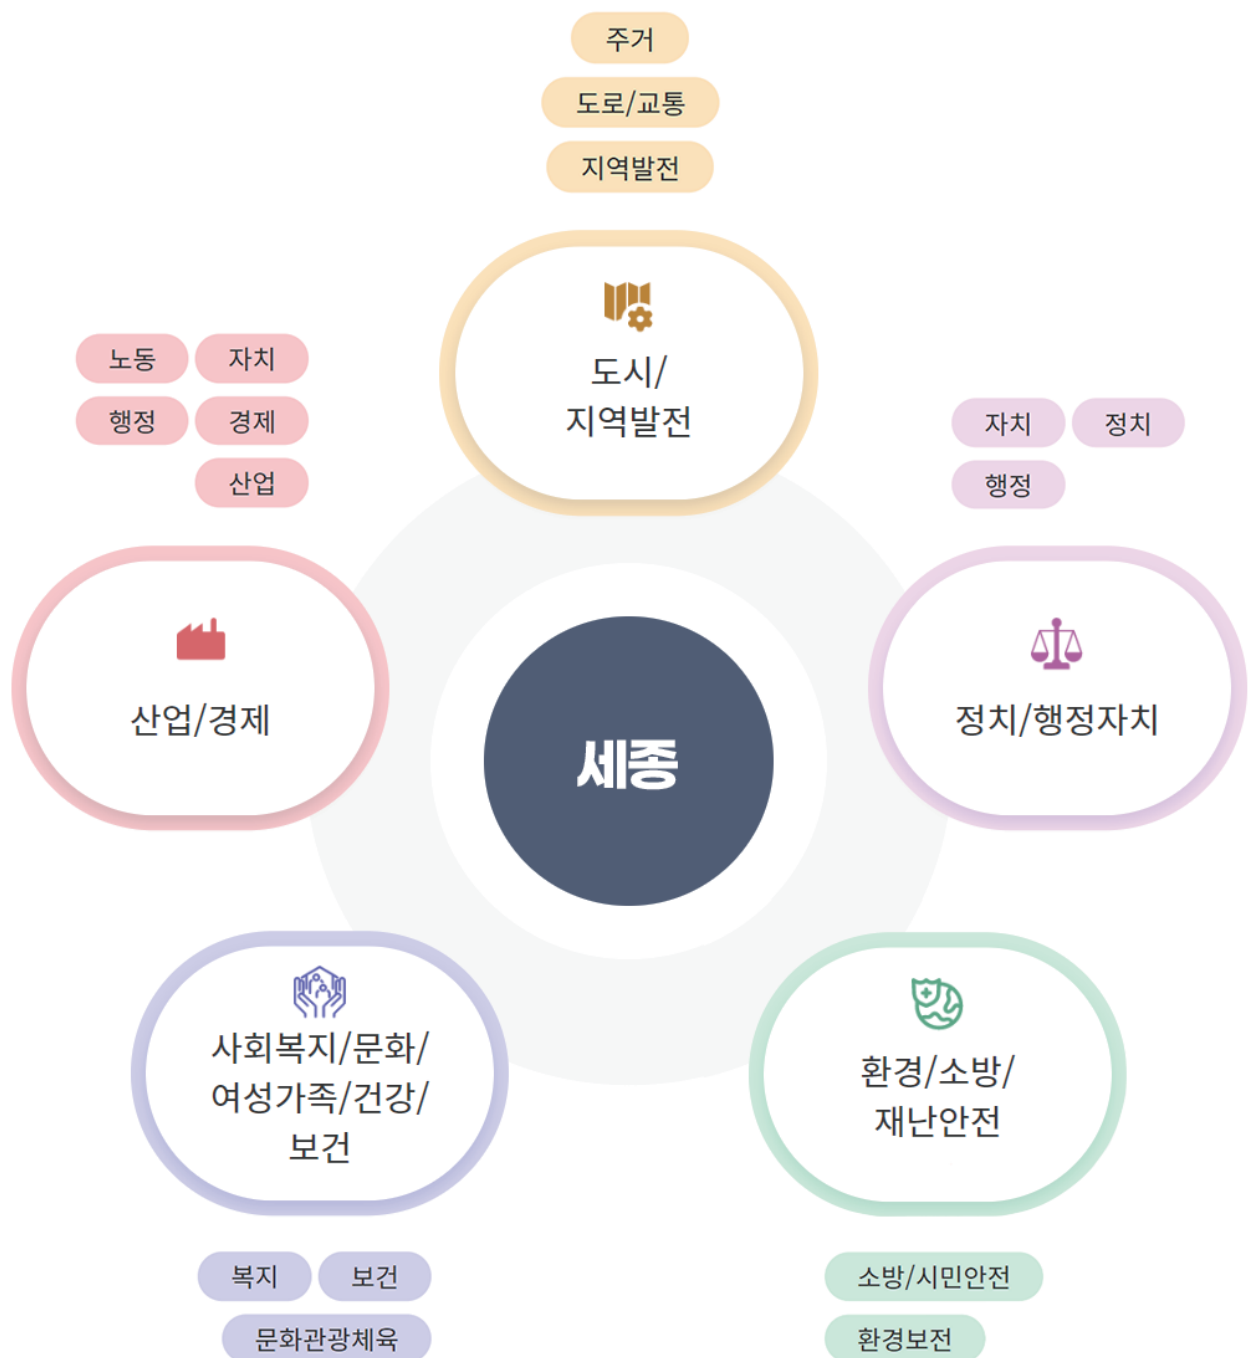 주거
도로/교통
지역발전
도시/
지역발전
노동 자치
행정 경제
산업
산업/경제
자치 정치
행정
정치/행정자치
세종
사회복지/문화/
여성가족/건강/
보건
복지 보건
문화관광체육
환경/소방/
재난안전
소방/시민안전
환경보전